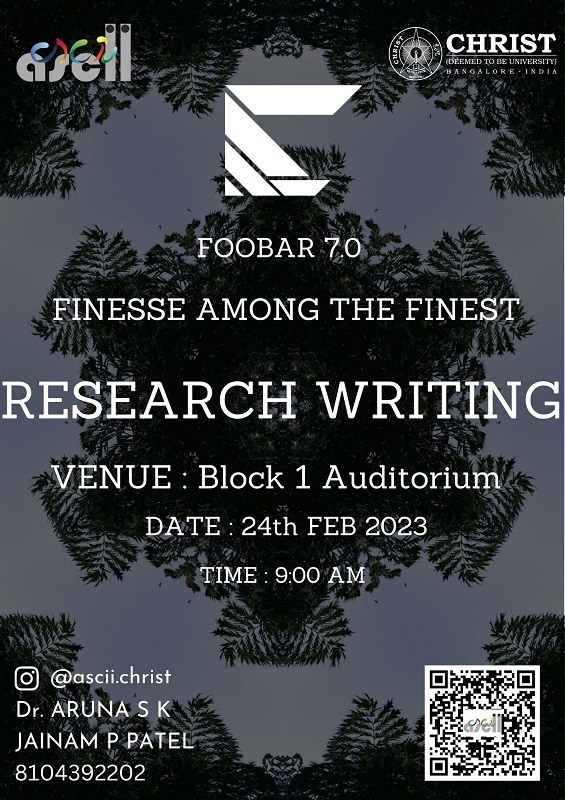 ascii
CHRIST
(DEEMED TO BE UNIVERSITY)
BANGALORE · INDIA
FOOBAR 7.0
FINESSE AMONG THE FINEST
RESEARCH WRITING
VENUE : Block 1 Auditorium
DATE : 24th FEB 2023
TIME : 9:00 AM
@ascii.christ
Dr. ARUNA S K
JAINAM P PATEL
8104392202
ascii